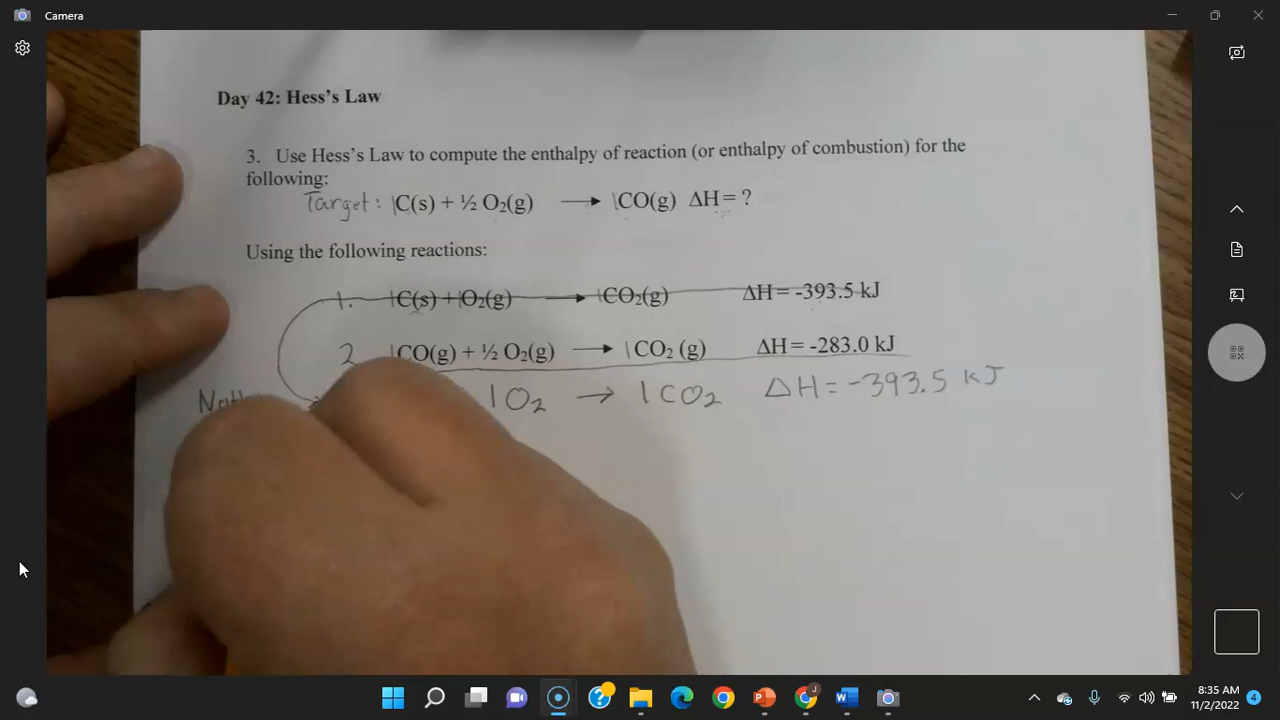 Camera
Day 42: Hess's Law
3. Use Hess's Law to compute the enthalpy of reaction (or enthalpy of combustion) for the
following:
Target: 1C(s) + ½ O₂(g) → 1CO(g) ΔH = ?
Using the following reactions:
1. 1C(s) + 1O₂(g) → 1CO₂(g) ΔH = -393.5 kJ
2 1CO(g) + ½ O₂(g) → 1CO₂ (g) ΔH = -283.0 kJ
1O₂ → 1CO₂ ΔH = -393.5 kJ
8:35 AM
11/2/2022
4